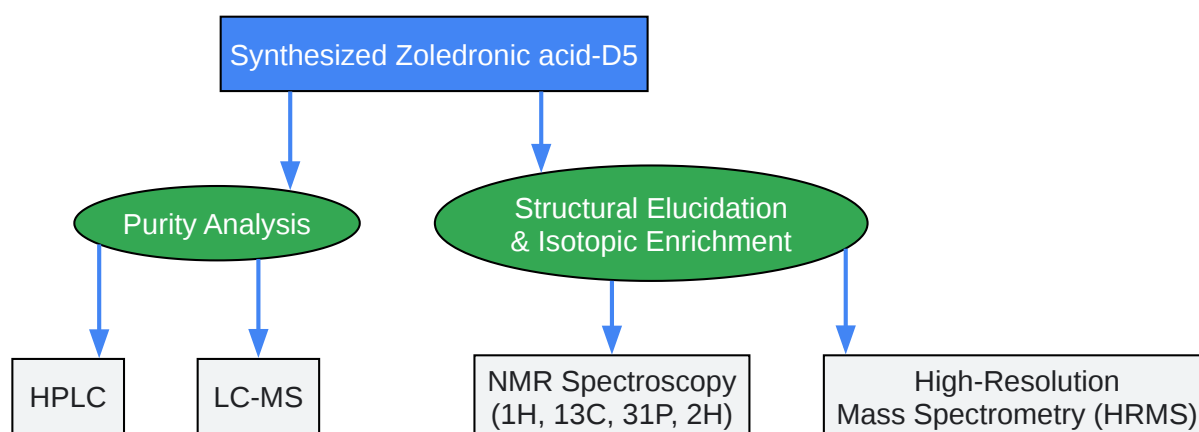 Synthesized Zoledronic acid-D5
Purity Analysis
Structural Elucidation
& Isotopic Enrichment
HPLC
LC-MS
NMR Spectroscopy
(1H, 13C, 31P, 2H)
High-Resolution
Mass Spectrometry (HRMS)